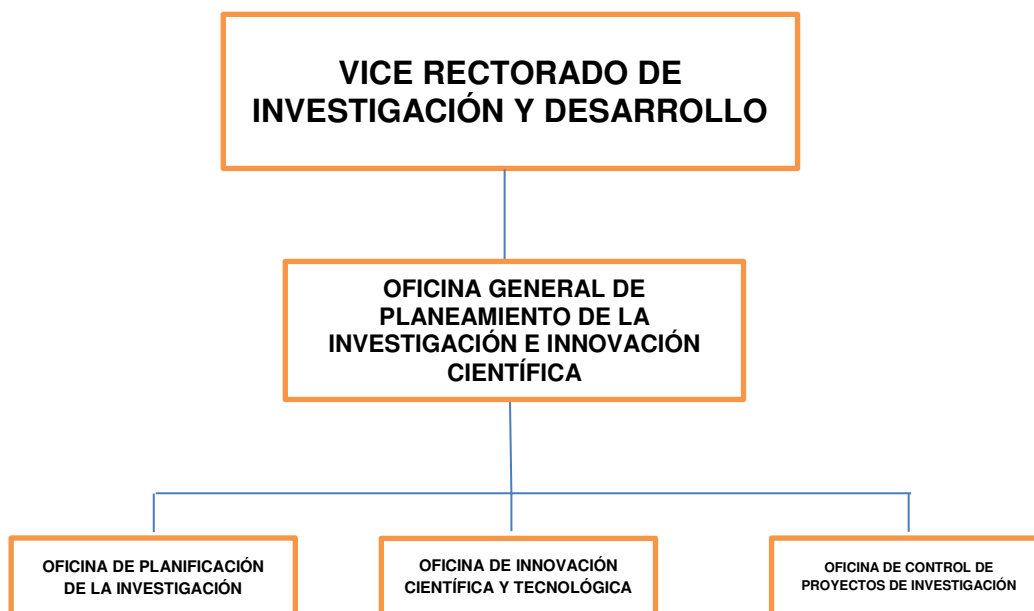 VICE RECTORADO DE
INVESTIGACIÓN Y DESARROLLO
OFICINA GENERAL DE
PLANEAMIENTO DE LA
INVESTIGACIÓN E INNOVACIÓN
CIENTÍFICA
OFICINA DE PLANIFICACIÓN
DE LA INVESTIGACIÓN
OFICINA DE INNOVACIÓN
CIENTÍFICA Y TECNOLÓGICA
OFICINA DE CONTROL DE
PROYECTOS DE INVESTIGACIÓN